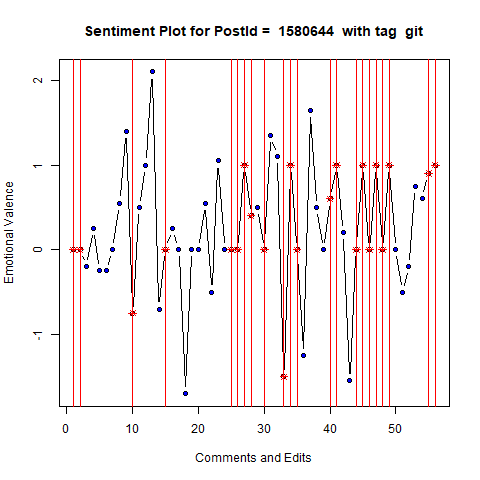 Sentiment Plot for PostId = 1580644 with tag git
Emotional Valence
2
1
0
-1
0 10 20 30 40 50
Comments and Edits